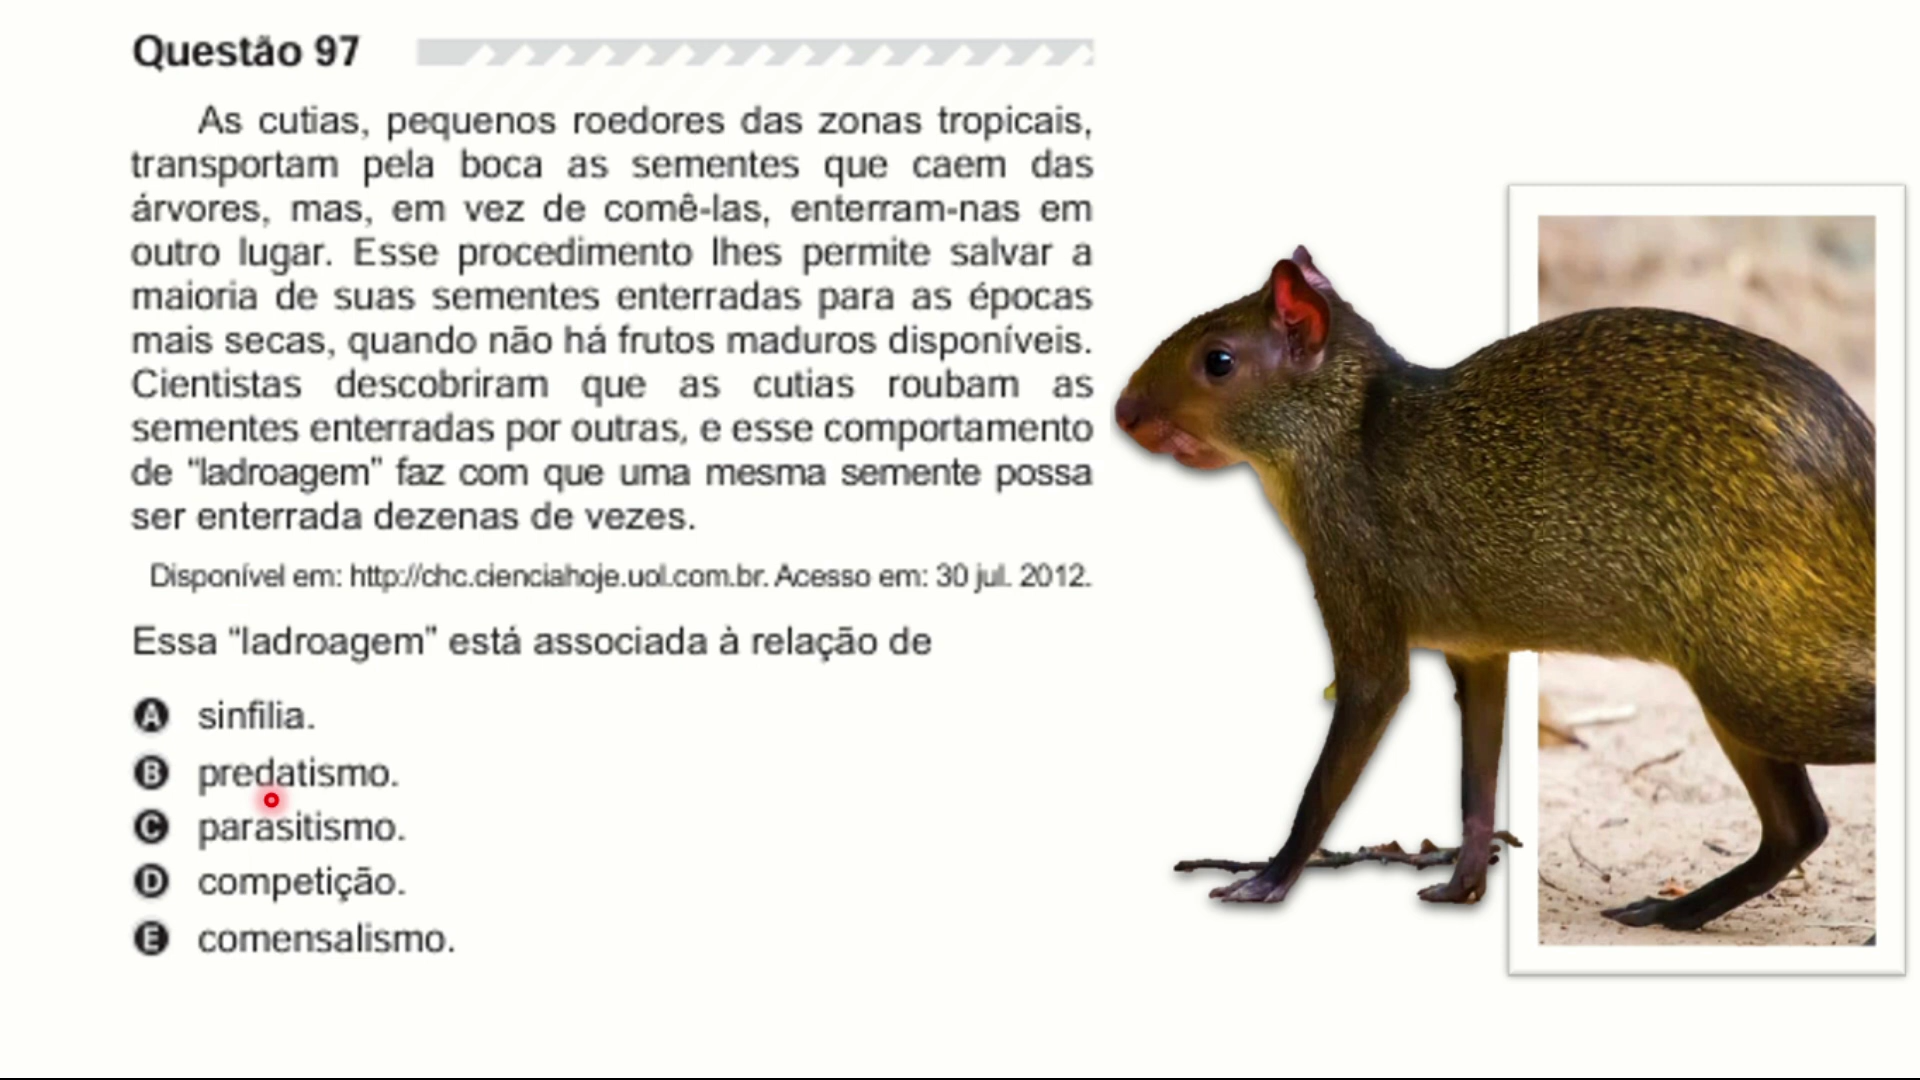 Questão 97
As cutias, pequenos roedores das zonas tropicais,
transportam pela boca as sementes que caem das
árvores, mas, em vez de comê-las, enterram-nas em
outro lugar. Esse procedimento lhes permite salvar a
maioria de suas sementes enterradas para as épocas
mais secas, quando não há frutos maduros disponíveis.
Cientistas descobriram que as cutias roubam as
sementes enterradas por outras, e esse comportamento
de “ladroagem” faz com que uma mesma semente possa
ser enterrada dezenas de vezes.
Disponível em: http://chc.cienciahoje.uol.com.br. Acesso em: 30 jul. 2012.
Essa “ladroagem” está associada à relação de
A sinfilia.
B predatismo.
C parasitismo.
D competição.
E comensalismo.